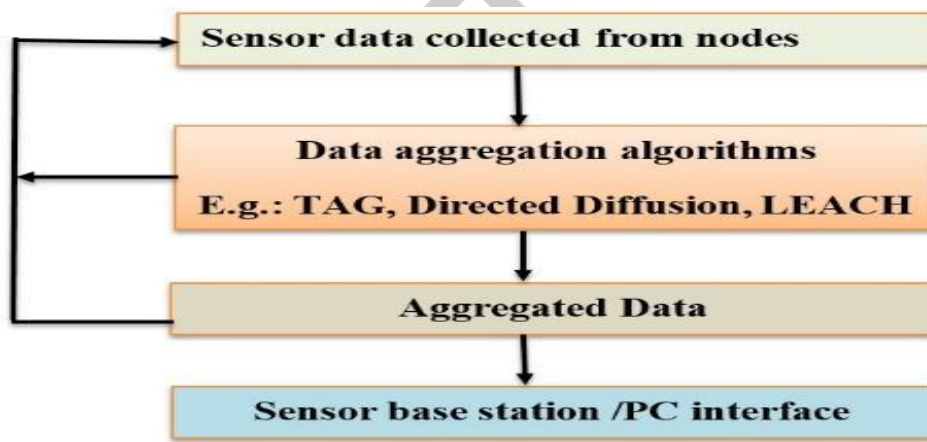 Sensor data collected from nodes
Data aggregation algorithms
E.g.: TAG, Directed Diffusion, LEACH
Aggregated Data
Sensor base station /PC interface